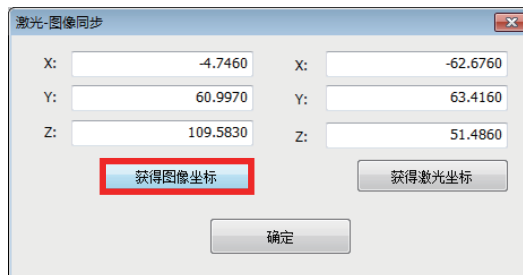 激光-图像同步
X: -4.7460 X: -62.6760
Y: 60.9970 Y: 63.4160
Z: 109.5830 Z: 51.4860
获得图像坐标 获得激光坐标
确定